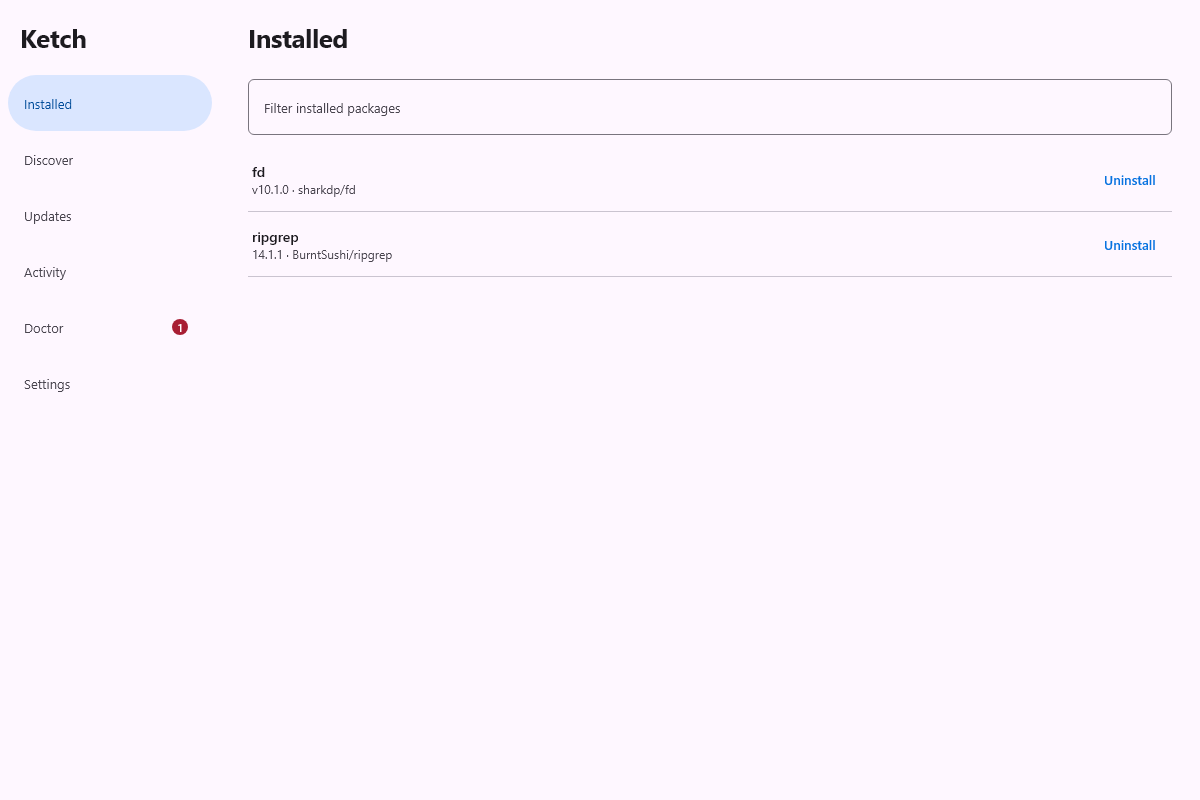 Ketch
Installed
Discover
Updates
Activity
Doctor 1
Settings
Installed
Filter installed packages
fd
v10.1.0 · sharkdp/fd
Uninstall
ripgrep
14.1.1 · BurntSushi/ripgrep
Uninstall